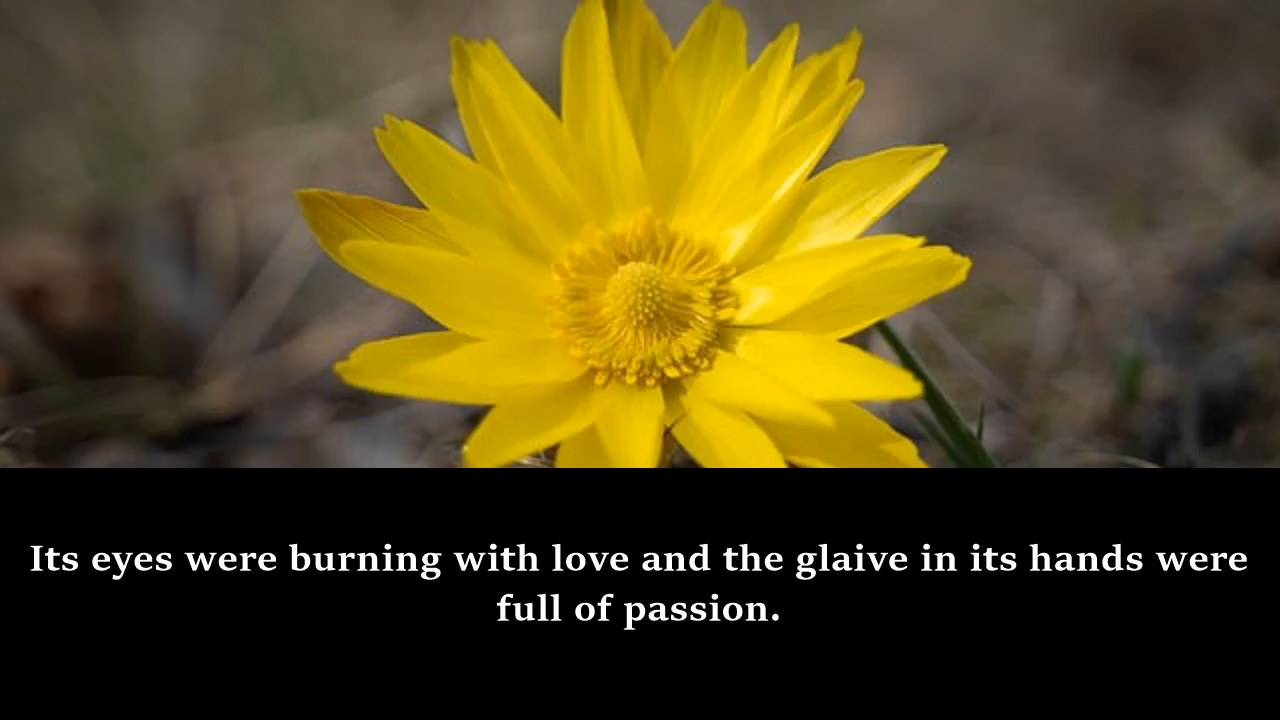 Its eyes were burning with love and the glaive in its hands were
full of passion.